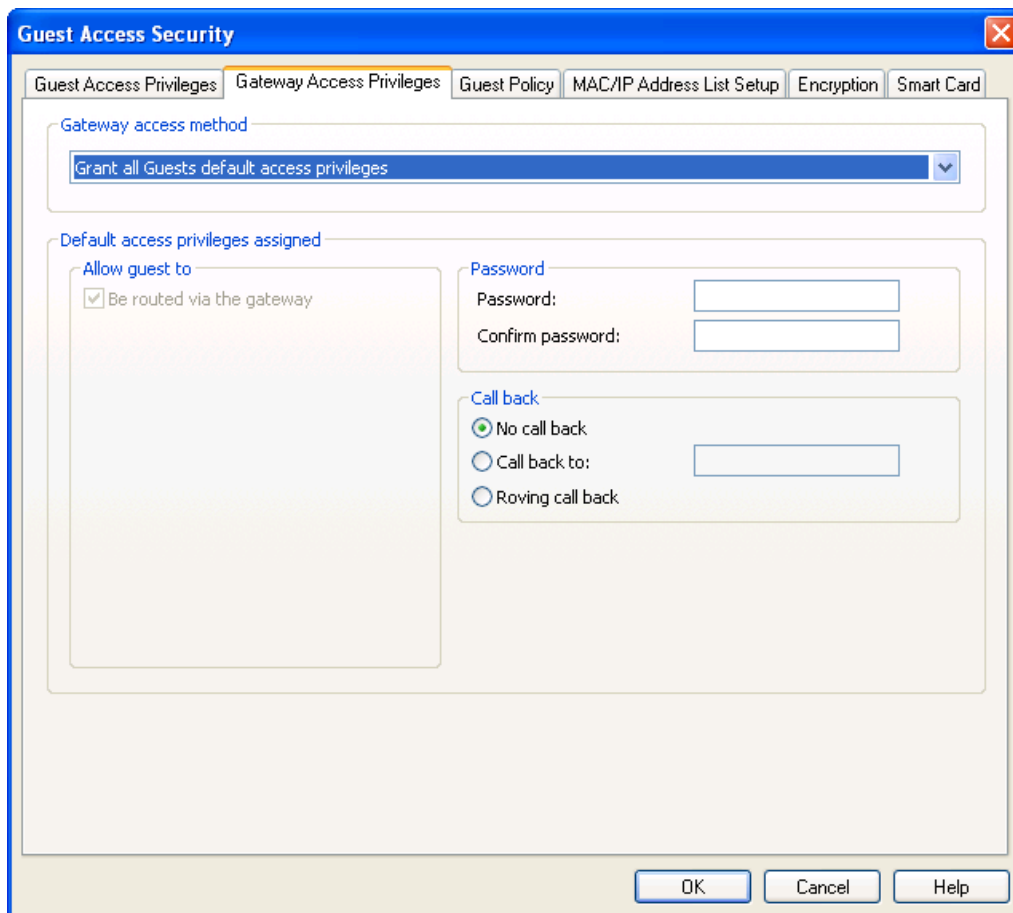 Guest Access Security
Guest Access Privileges
Gateway Access Privileges
Guest Policy
MAC/IP Address List Setup
Encryption
Smart Card
Gateway access method
Grant all Guests default access privileges
Default access privileges assigned
Allow guest to
Be routed via the gateway
Password
Password:
Confirm password:
Call back
No call back
Call back to:
Roving call back
OK
Cancel
Help